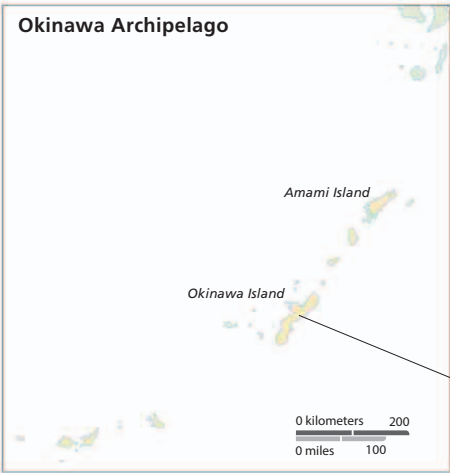 Okinawa Archipelago
Amami Island
Okinawa Island
0 kilometers 200
0 miles 100